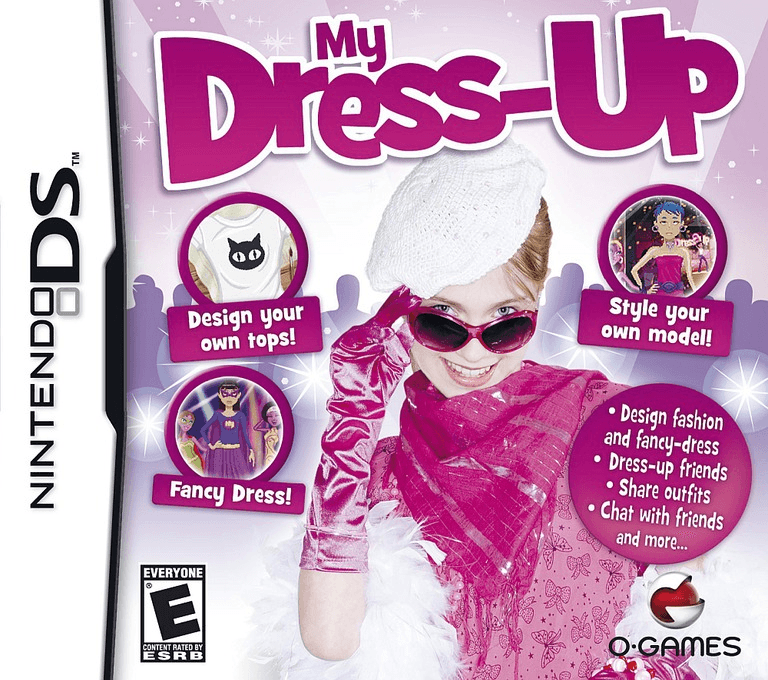 NINTENDO DS™
My
Dress-Up
Design your
own tops!
Style your
own model!
Fancy Dress!
• Design fashion
and fancy-dress
• Dress-up friends
• Share outfits
• Chat with friends
and more...
EVERYONE
E
CONTENT RATED BY
ESRB
O·GAMES